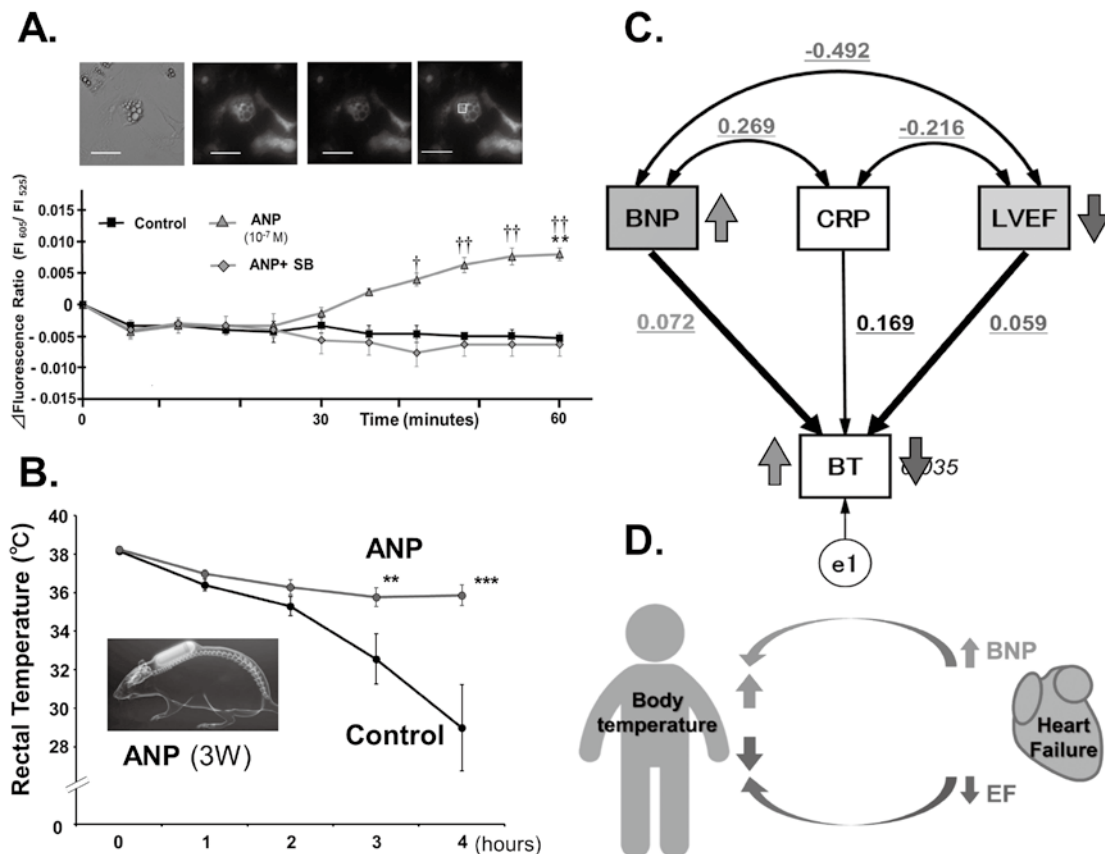 A.
Control
ANP
(10⁻⁷ M)
ANP+ SB
†
††
††
††
**
⊿Fluorescence Ratio (FI 605/ FI 525)
0.015
0.010
0.005
0
- 0.005
- 0.010
- 0.015
0
30
60
Time (minutes)
B.
Rectal Temperature (°C)
40
38
36
34
32
30
28
0
ANP
**
***
Control
ANP (3W)
0
1
2
3
4
(hours)
C.
-0.492
0.269
-0.216
BNP
CRP
LVEF
0.072
0.169
0.059
BT
e1
D.
BNP
Body
temperature
Heart
Failure
EF